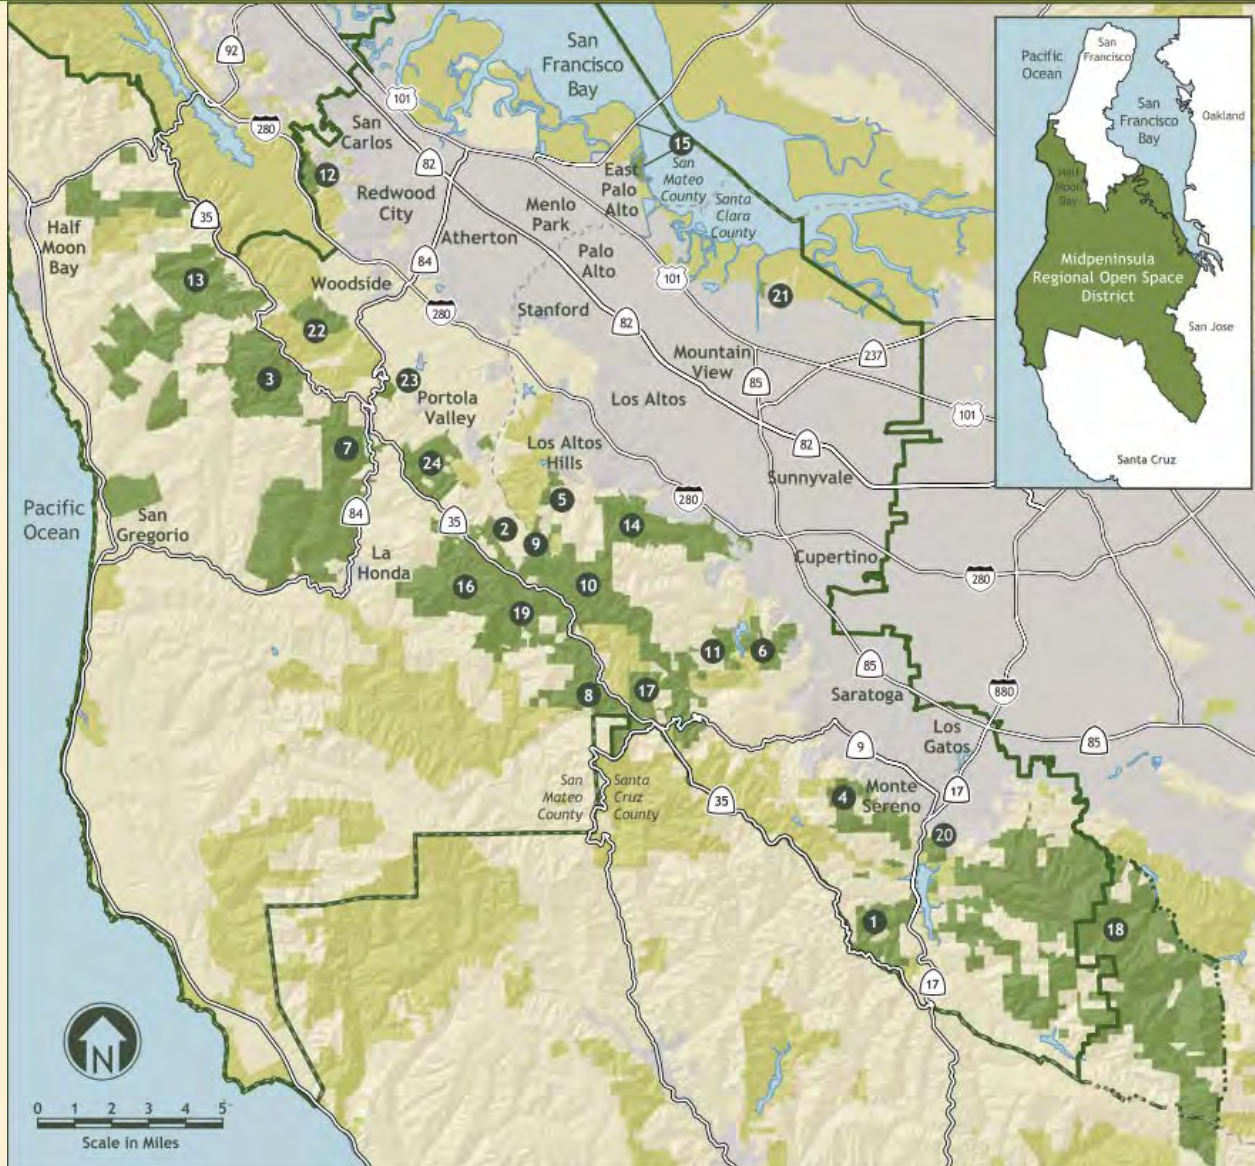 92
101
San
Francisco
Bay
280
San
Carlos
82
15
San
Mateo
County
Santa
Clara
County
12
Redwood
City
East
Palo
Alto
Menlo
Park
35
Half
Moon
Bay
Atherton
Palo
Alto
84
13
Woodside
101
21
22
280
Stanford
82
Mountain
View
237
3
23
Portola
Valley
85
Los Altos
101
7
24
Los Altos
Hills
82
Sunnyvale
Pacific
Ocean
San
Gregorio
84
35
5
280
2
9
14
La
Honda
Cupertino
16
10
280
19
11
6
85
8
17
Saratoga
880
Los
Gatos
85
9
San
Mateo
County
Santa
Cruz
County
35
4
Monte
Sereno
17
20
1
18
17
N
0 1 2 3 4 5
Scale in Miles
Pacific
Ocean
San
Francisco
San
Francisco
Bay
Oakland
Half
Moon
Bay
Midpeninsula
Regional Open Space
District
San Jose
Santa Cruz